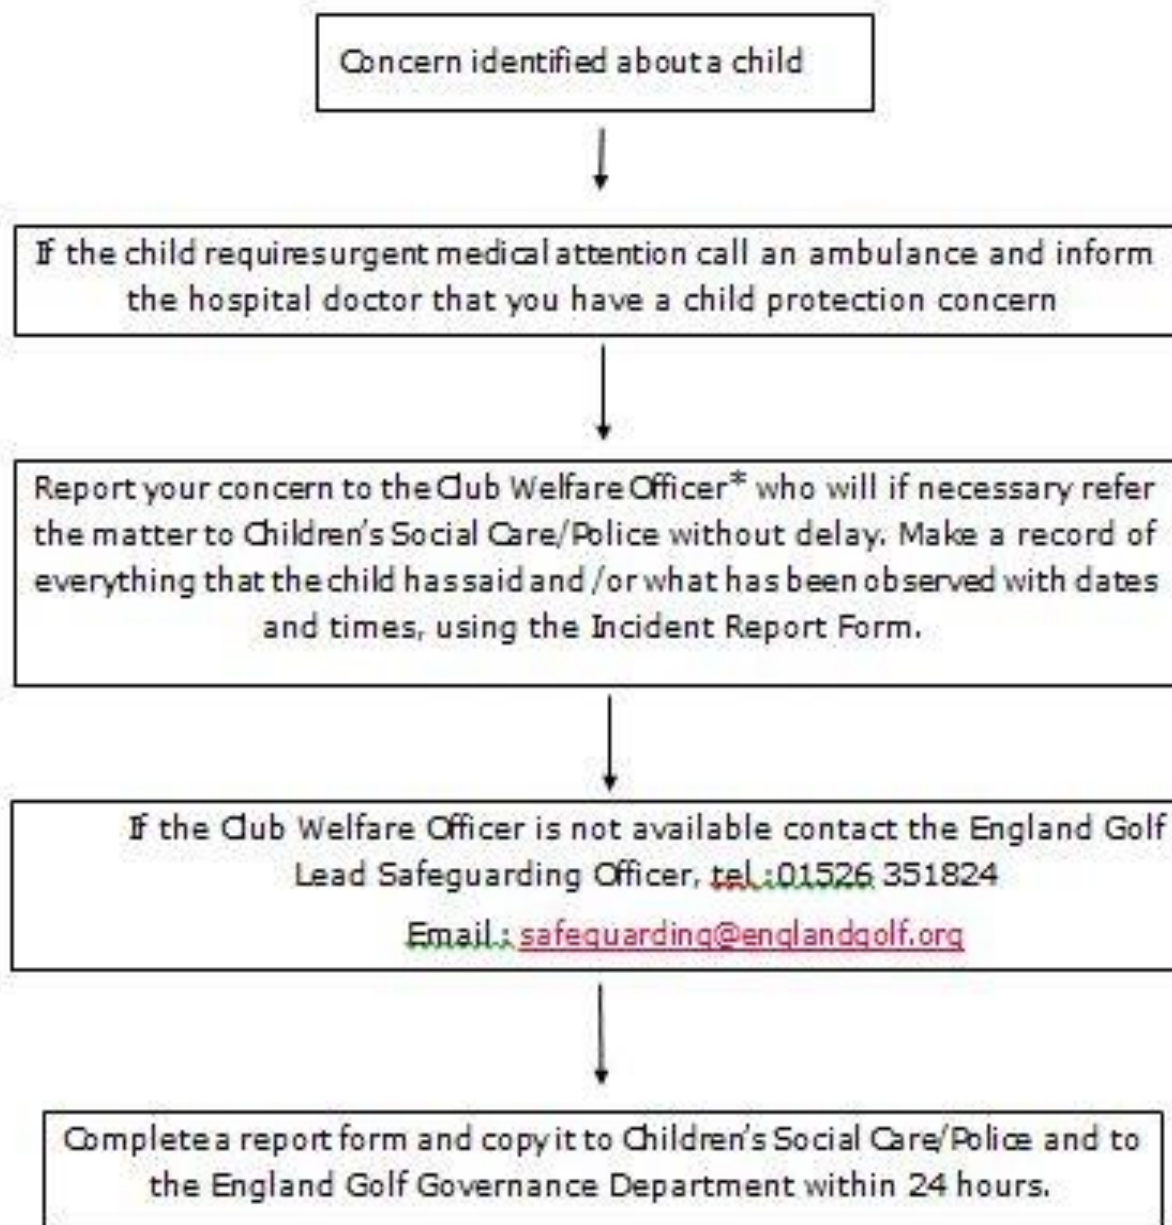 Concern identified about a child
If the child requires urgent medical attention call an ambulance and inform
the hospital doctor that you have a child protection concern
Report your concern to the Club Welfare Officer* who will if necessary refer
the matter to Children's Social Care/Police without delay. Make a record of
everything that the child has said and /or what has been observed with dates
and times, using the Incident Report Form.
If the Club Welfare Officer is not available contact the England Golf
Lead Safeguarding Officer, tel :01526 351824
Email : safeguarding@englandgolf.org
Complete a report form and copy it to Children's Social Care/Police and to
the England Golf Governance Department within 24 hours.